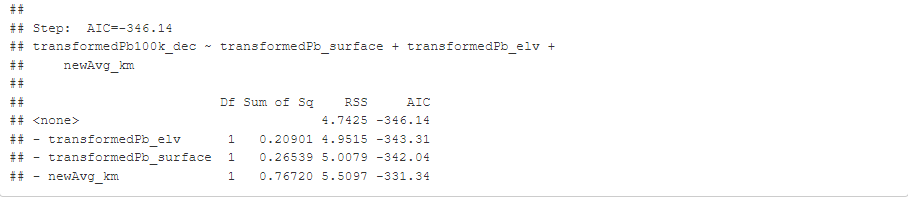 ##
## Step:  AIC=-346.14
## transformedPb100k_dec ~ transformedPb_surface + transformedPb_elv +
##     newAvg_km
##
##                         Df Sum of Sq    RSS     AIC
## <none>                               4.7425 -346.14
## - transformedPb_elv      1   0.20901 4.9515 -343.31
## - transformedPb_surface  1   0.26539 5.0079 -342.04
## - newAvg_km              1   0.76720 5.5097 -331.34